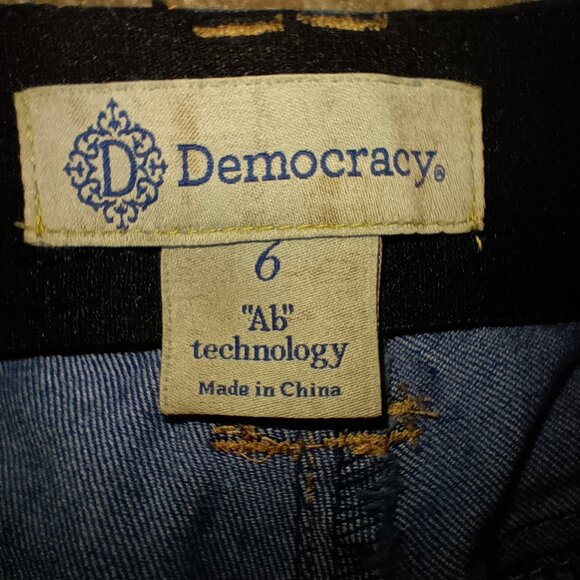 D Democracy®
6
"Ab"
technology
Made in China